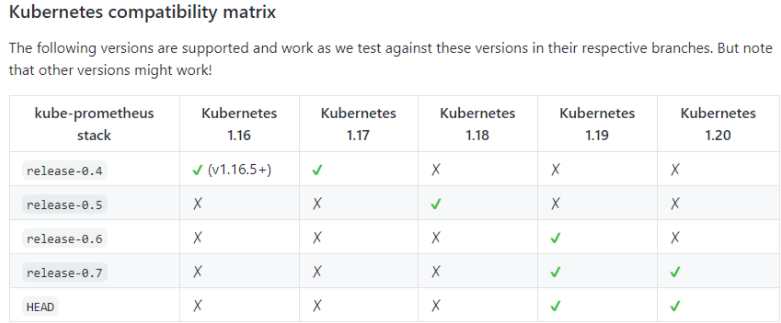 Kubernetes compatibility matrix
The following versions are supported and work as we test against these versions in their respective branches. But note
that other versions might work!
kube-prometheus stack Kubernetes 1.16 Kubernetes 1.17 Kubernetes 1.18 Kubernetes 1.19 Kubernetes 1.20
release-0.4 ✔ (v1.16.5+) ✔ ✗ ✗ ✗
release-0.5 ✗ ✗ ✔ ✗ ✗
release-0.6 ✗ ✗ ✗ ✔ ✗
release-0.7 ✗ ✗ ✗ ✔ ✔
HEAD ✗ ✗ ✗ ✔ ✔